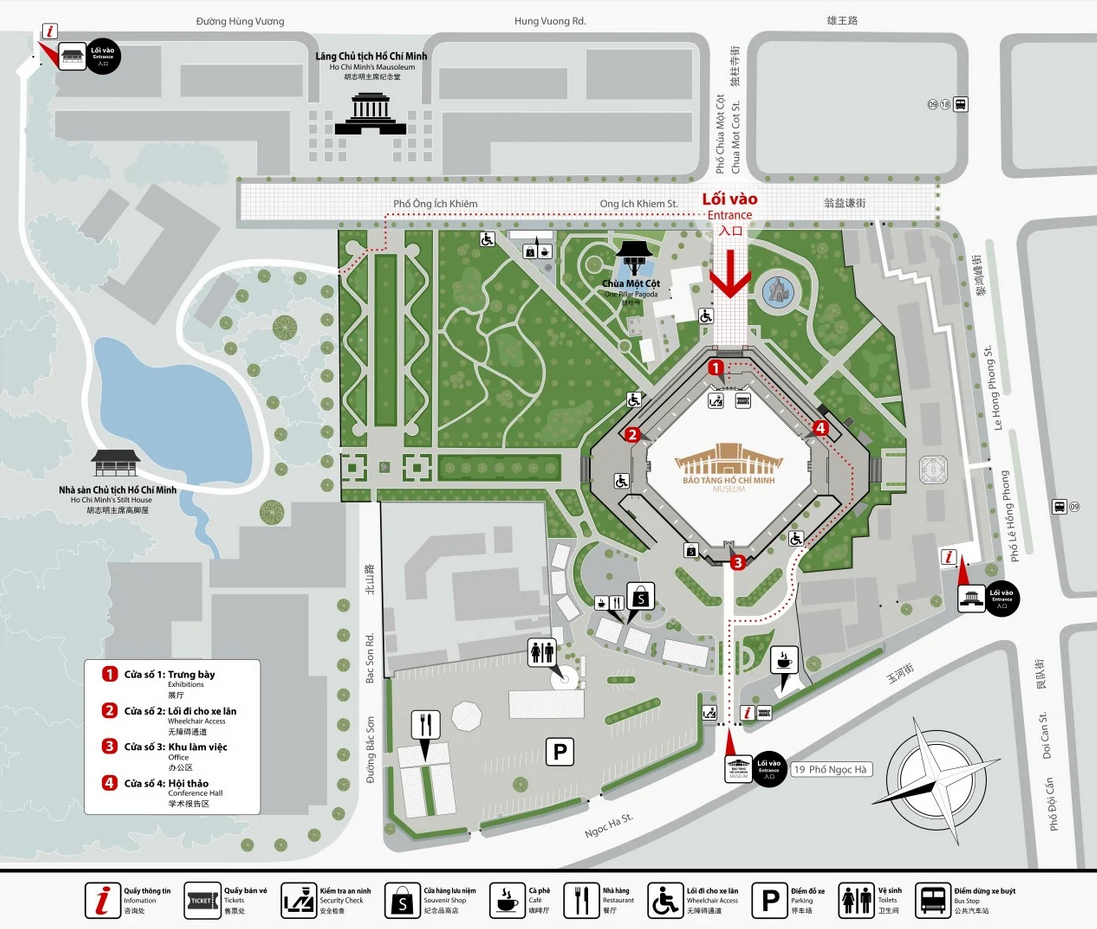 Đường Hùng Vương
Hung Vuong Rd.
雄王路
Lối vào
Entrance
入口
Lăng Chủ tịch Hồ Chí Minh
Ho Chi Minh's Mausoleum
胡志明主席纪念堂
Phố Chùa Một Cột
Chua Mot Cot St.
独柱寺街
09 18
Phố Ông Ích Khiêm
Ong Ich Khiem St.
翁益谦街
Lối vào
Entrance
入口
Chùa Một Cột
One Pillar Pagoda
黎鸿峰街
Le Hong Phong St.
Phố Lê Hồng Phong
1
2
4
3
BẢO TÀNG HỒ CHÍ MINH
MUSEUM
Nhà sàn Chủ tịch Hồ Chí Minh
Ho Chi Minh's Stilt House
胡志明主席高脚屋
09
Lối vào
Entrance
入口
北山路
Bac Son Rd.
Đường Bắc Sơn
S
S
S
P
1 Cửa số 1: Trưng bày
Exhibitions
展厅
2 Cửa số 2: Lối đi cho xe lăn
Wheelchair Access
无障碍通道
3 Cửa số 3: Khu làm việc
Office
办公区
4 Cửa số 4: Hội thảo
Conference Hall
学术报告区
玉河街
Ngoc Ha St.
BẢO TÀNG
HỒ CHÍ MINH
MUSEUM
Lối vào
Entrance
入口
19 Phố Ngọc Hà
艮队街
Doi Can St.
Phố Đội Cấn
Quầy thông tin
Infomation
咨询处
TICKET
Quầy bán vé
Tickets
售票处
Kiểm tra an ninh
Security Check
安全检查
S
Cửa hàng lưu niệm
Souvenir Shop
纪念品商店
Cà phê
Café
咖啡厅
Nhà hàng
Restaurant
餐厅
Lối đi cho xe lăn
Wheelchair Access
无障碍通道
P
Điểm đỗ xe
Parking
停车场
Vệ sinh
Toilets
卫生间
Điểm dừng xe buýt
Bus Stop
公共汽车站